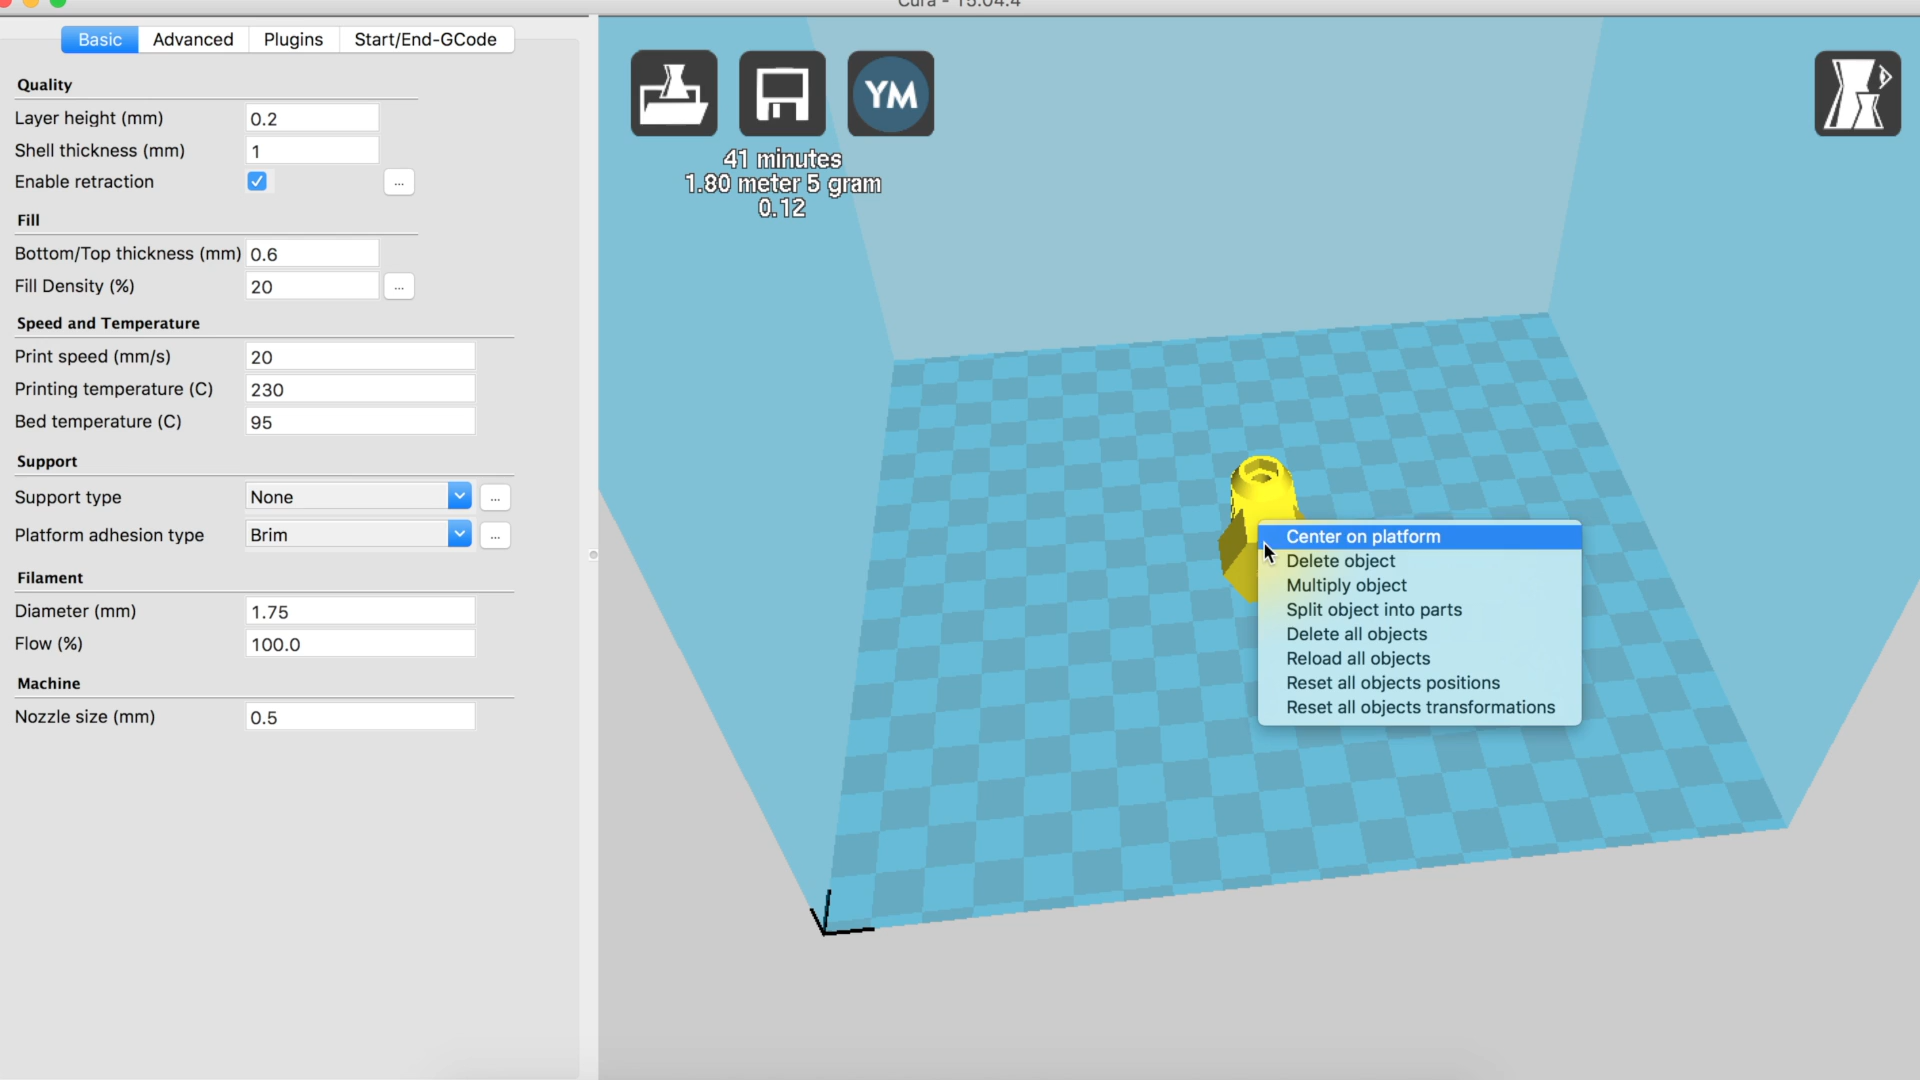 Cura - 15.04.4
Basic
Advanced
Plugins
Start/End-GCode
Quality
Layer height (mm) 0.2
Shell thickness (mm) 1
Enable retraction ...
Fill
Bottom/Top thickness (mm) 0.6
Fill Density (%) 20 ...
Speed and Temperature
Print speed (mm/s) 20
Printing temperature (C) 230
Bed temperature (C) 95
Support
Support type None ...
Platform adhesion type Brim ...
Filament
Diameter (mm) 1.75
Flow (%) 100.0
Machine
Nozzle size (mm) 0.5
YM
41 minutes
1.80 meter 5 gram
0.12
Center on platform
Delete object
Multiply object
Split object into parts
Delete all objects
Reload all objects
Reset all objects positions
Reset all objects transformations